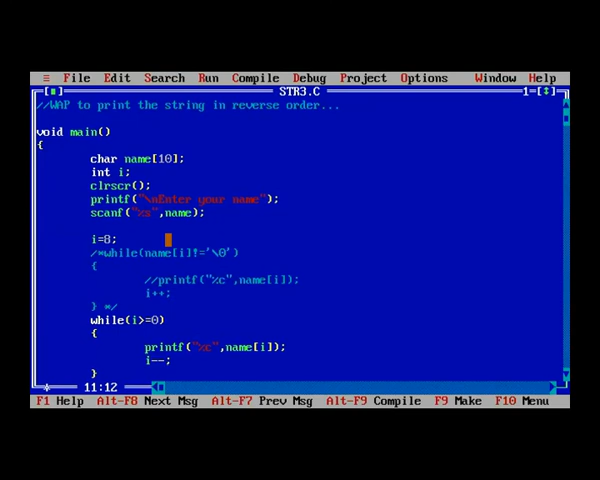 ≡ File Edit Search Run Compile Debug Project Options Window Help
[■] STR3.C 1=[↕]
//WAP to print the string in reverse order...
void main()
{
char name[10];
int i;
clrscr();
printf("\nEnter your name");
scanf("%s",name);
i=8;
/*while(name[i]!='\0')
{
//printf("%c",name[i]);
i++;
} */
while(i>=0)
{
printf("%c",name[i]);
i--;
}
11:12
F1 Help Alt-F8 Next Msg Alt-F7 Prev Msg Alt-F9 Compile F9 Make F10 Menu